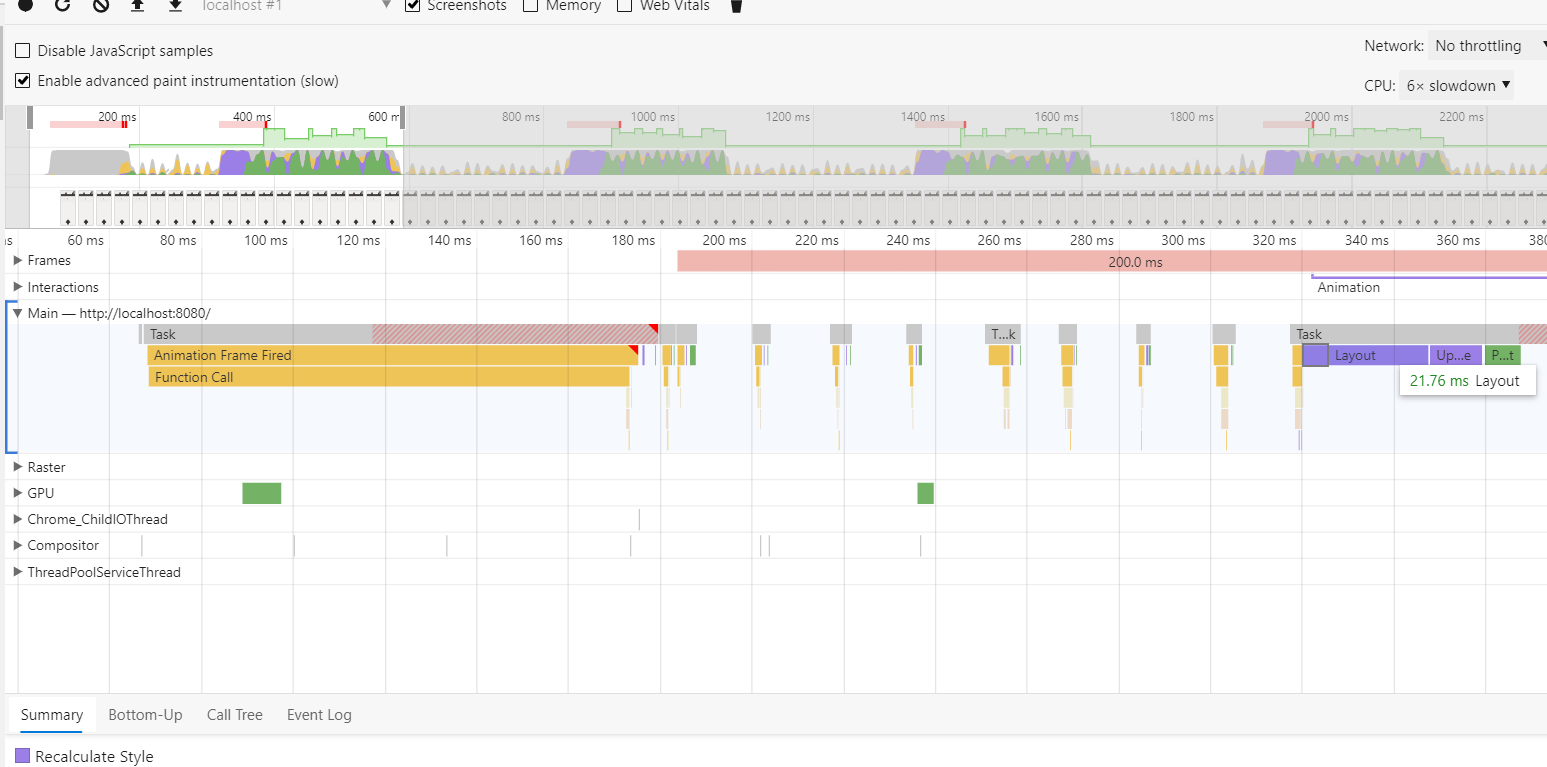 localhost #1 Screenshots Memory Web Vitals
Disable JavaScript samples Network: No throttling
Enable advanced paint instrumentation (slow)
CPU: 6× slowdown
200 ms 400 ms 600 m 800 ms 1000 ms 1200 ms 1400 ms 1600 ms 1800 ms 2000 ms 2200 ms
ns 60 ms 80 ms 100 ms 120 ms 140 ms 160 ms 180 ms 200 ms 220 ms 240 ms 260 ms 280 ms 300 ms 320 ms 340 ms 360 ms 380
Frames 200.0 ms
Interactions Animation
Main — http://localhost:8080/
Task T...k Task
Animation Frame Fired Layout Up...e P...t
Function Call 21.76 ms Layout
Raster
GPU
Chrome_ChildIOThread
Compositor
ThreadPoolServiceThread
Summary Bottom-Up Call Tree Event Log
Recalculate Style